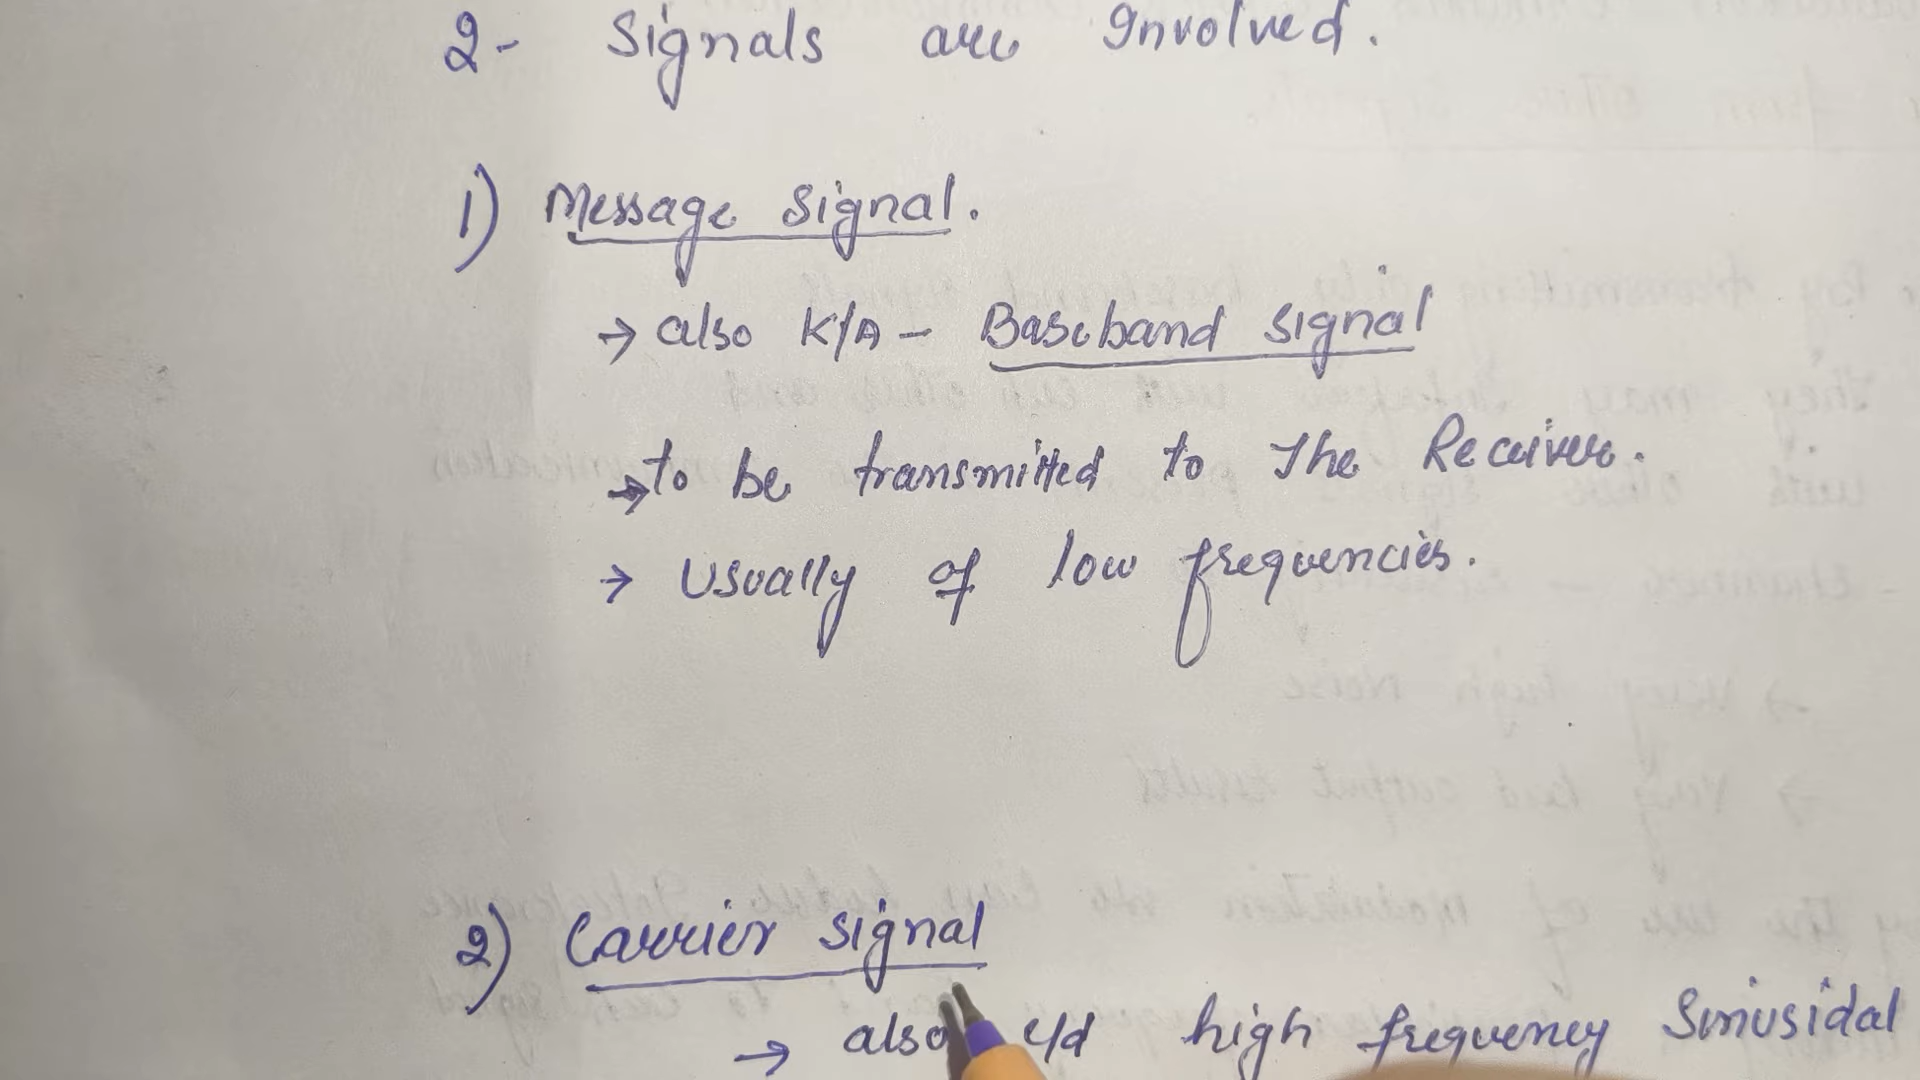 2- Signals are Involved.
1) Message Signal.
→ also K/A - Baseband Signal
→ to be transmitted to The Receiver.
→ Usually of low frequencies.
2) Carrier Signal
→ also c/d high frequency Sinusidal